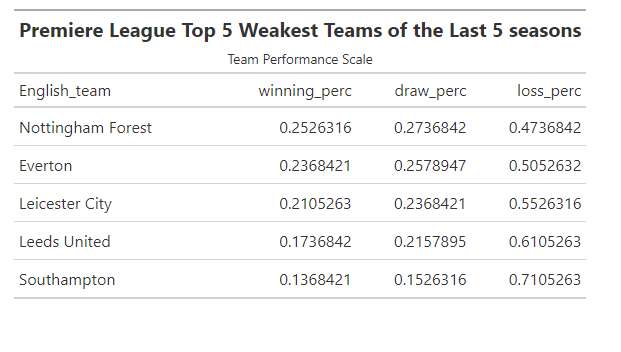 Premiere League Top 5 Weakest Teams of the Last 5 seasons
Team Performance Scale
English_team winning_perc draw_perc loss_perc
Nottingham Forest 0.2526316 0.2736842 0.4736842
Everton 0.2368421 0.2578947 0.5052632
Leicester City 0.2105263 0.2368421 0.5526316
Leeds United 0.1736842 0.2157895 0.6105263
Southampton 0.1368421 0.1526316 0.7105263